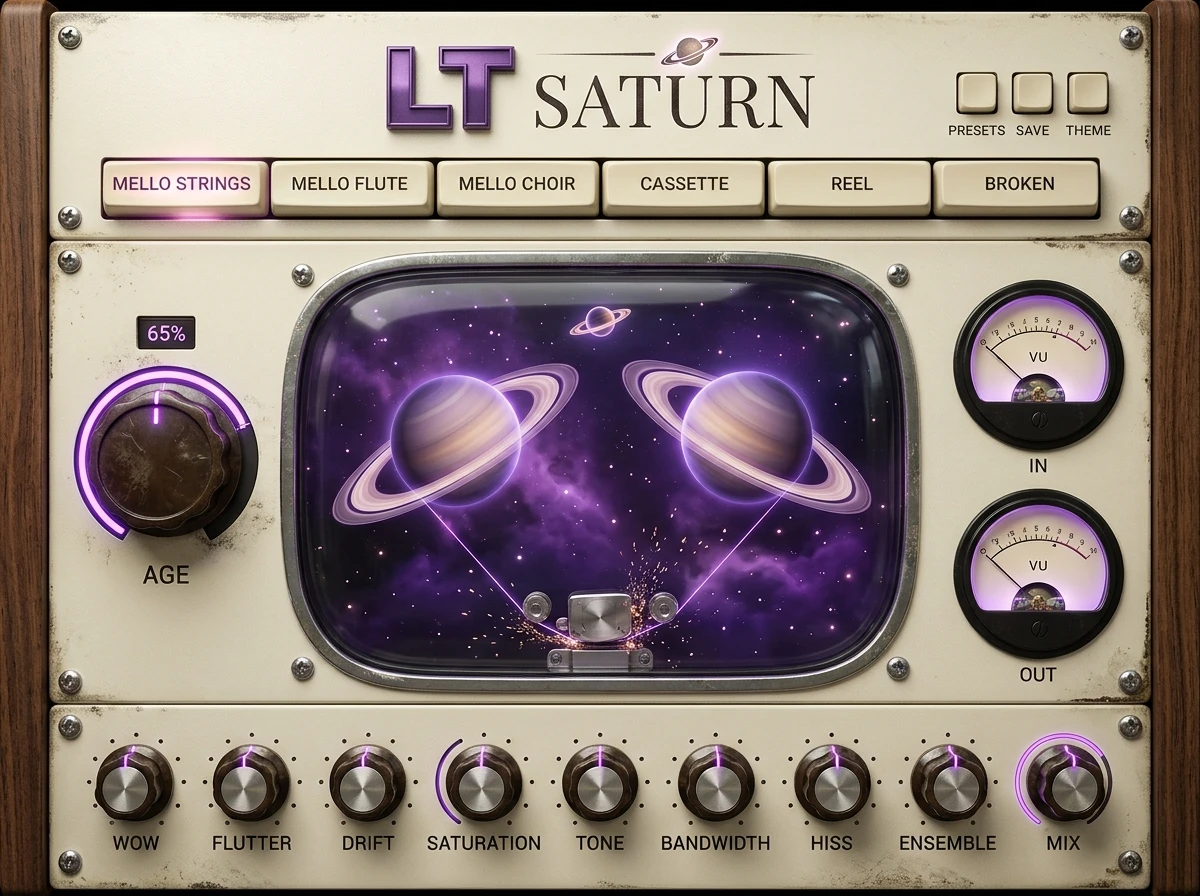 LT SATURN
PRESETS SAVE THEME
MELLO STRINGS MELLO FLUTE MELLO CHOIR CASSETTE REEL BROKEN
65%
AGE
VU
IN
VU
OUT
WOW FLUTTER DRIFT SATURATION TONE BANDWIDTH HISS ENSEMBLE MIX